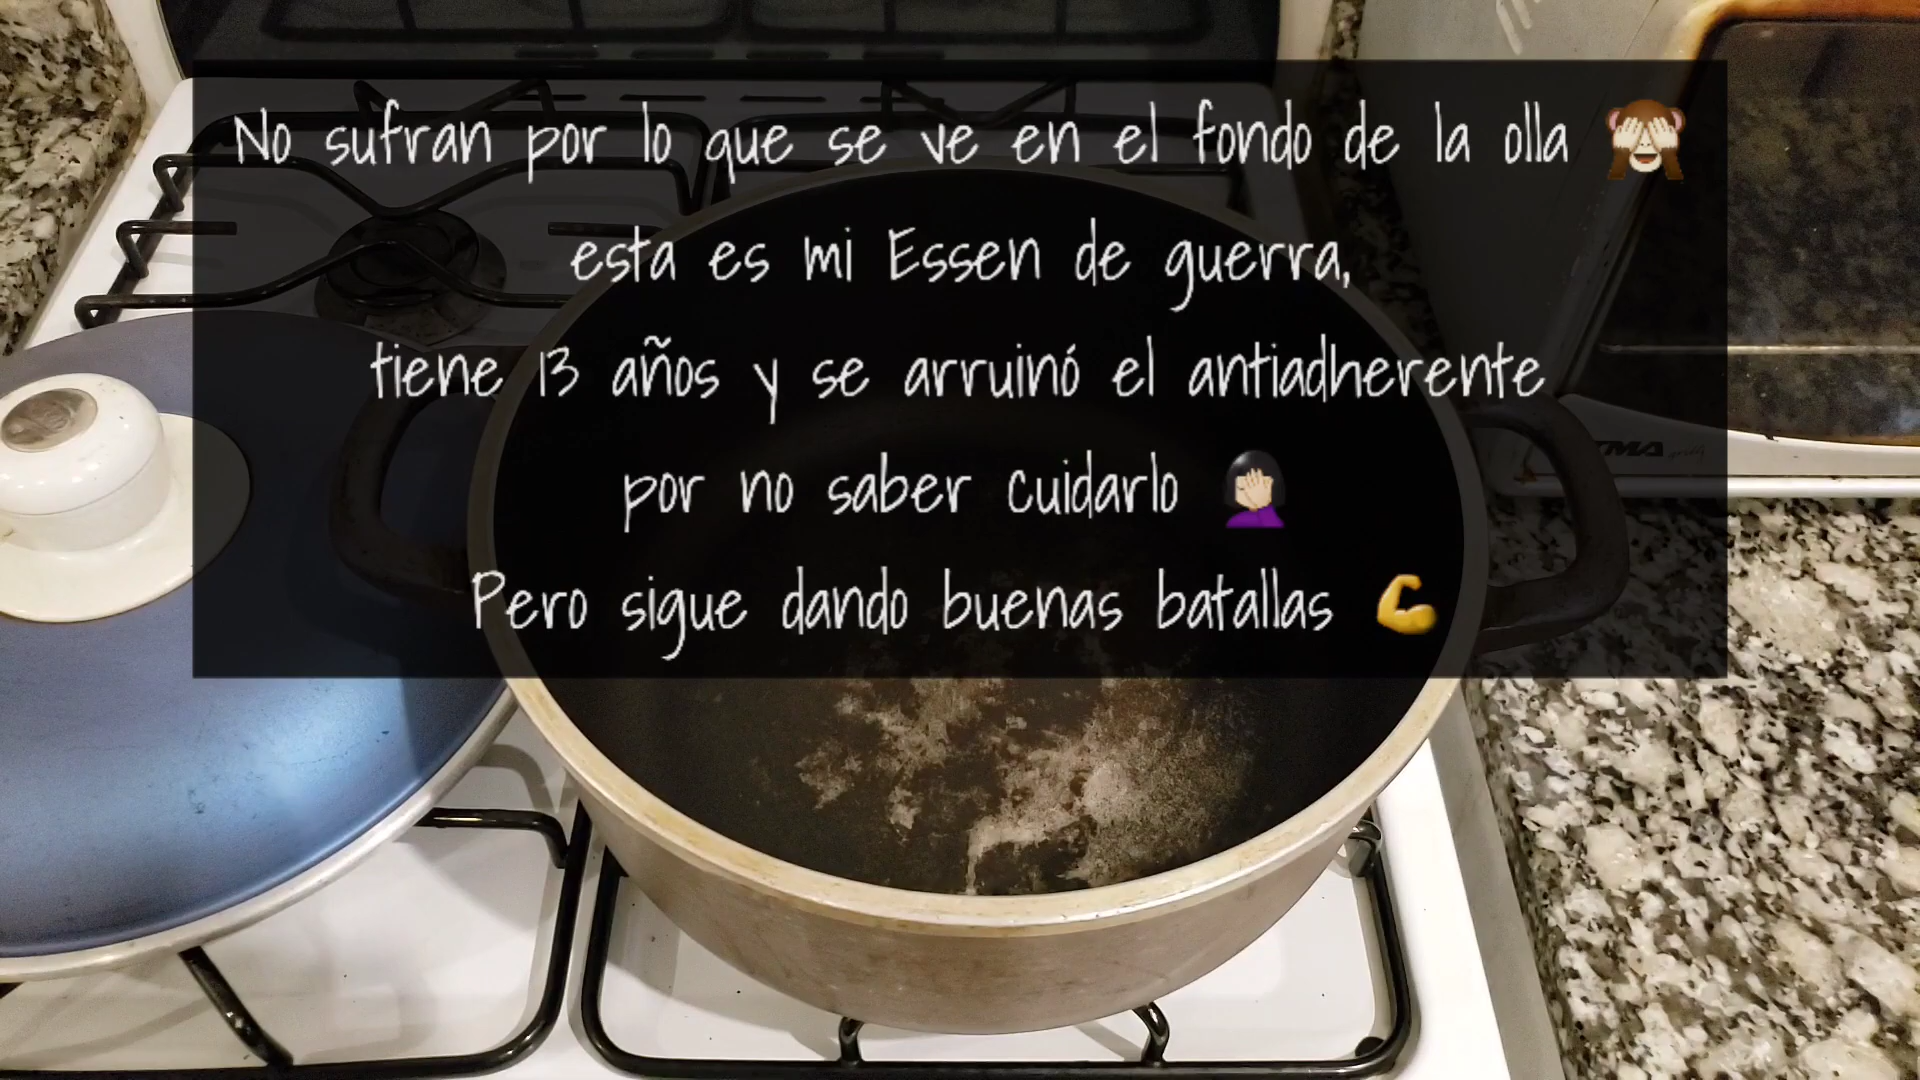 No sufran por lo que se ve en el fondo de la olla 🙈
esta es mi Essen de guerra,
tiene 13 años y se arruinó el antiadherente
por no saber cuidarlo 🤦🏻‍♀️
Pero sigue dando buenas batallas 💪